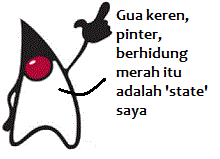 Gua keren,
pinter,
berhidung
merah itu
adalah 'state'
saya